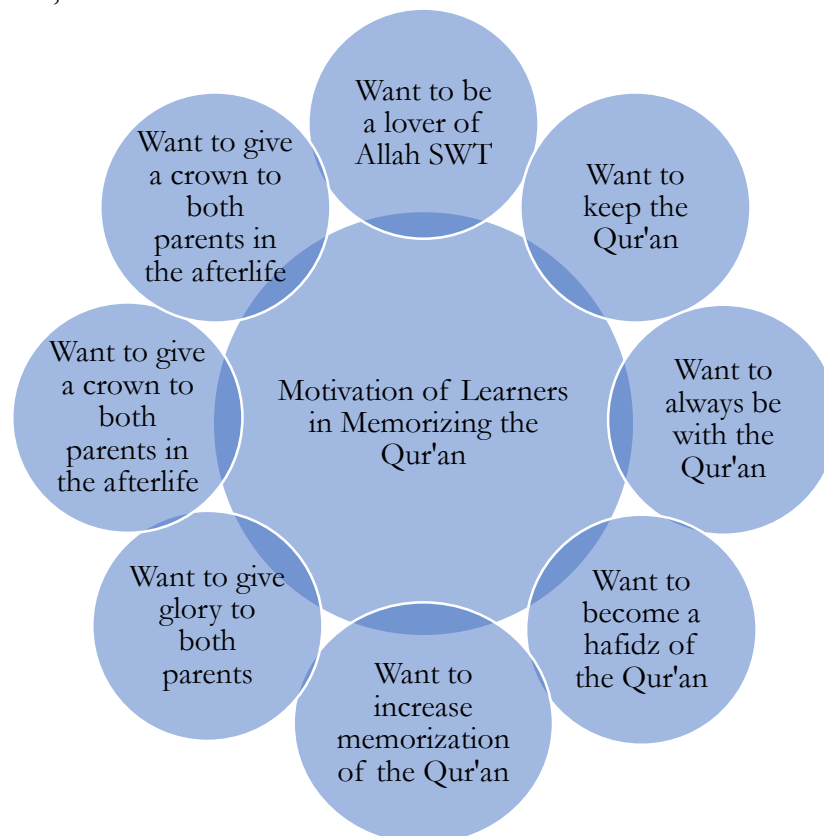 Want to be
a lover of
Allah SWT
Want to
keep the
Qur'an
Want to
always be
with the
Qur'an
Want to
become a
hafidz of
the Qur'an
Want to
increase
memorization
of the Qur'an
Want to give
glory to
both
parents
Want to give
a crown to
both
parents in
the afterlife
Want to give
a crown to
both
parents in
the afterlife
Motivation of Learners
in Memorizing the
Qur'an